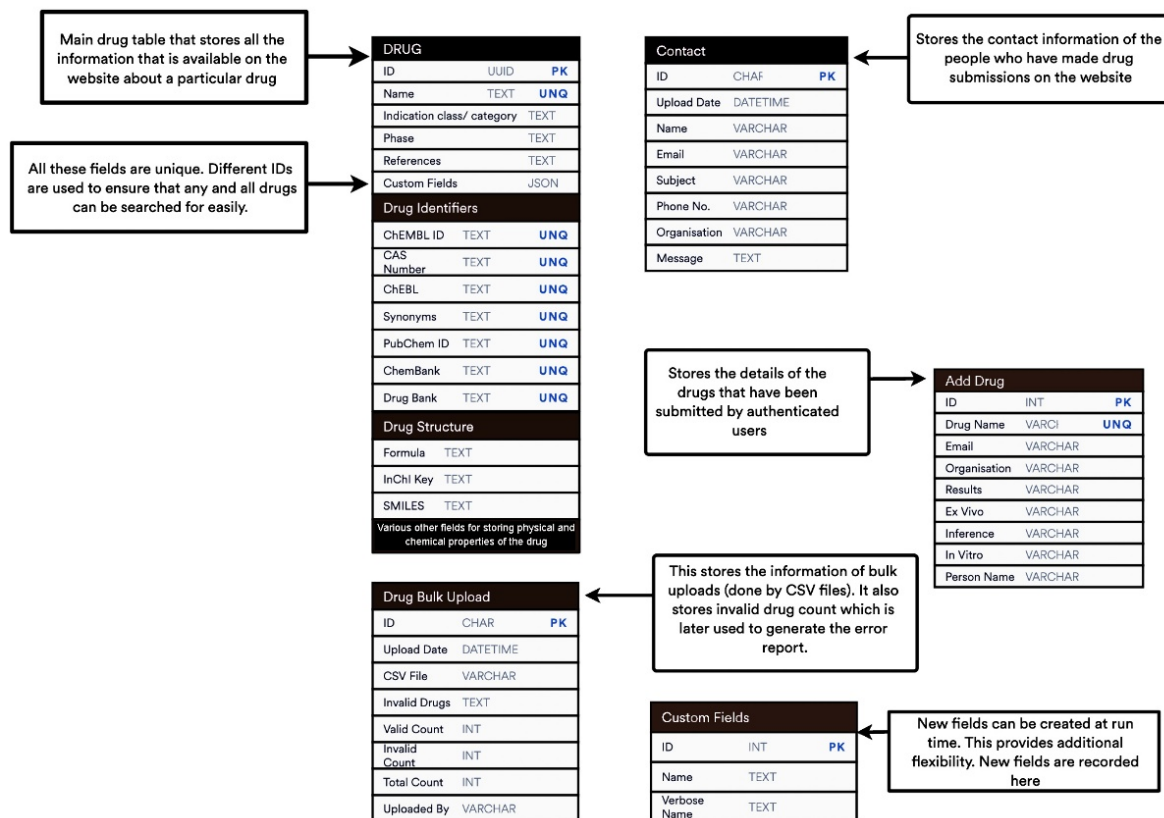 Main drug table that stores all the
information that is available on the
website about a particular drug
All these fields are unique. Different IDs
are used to ensure that any and all drugs
can be searched for easily.
DRUG
ID UUID PK
Name TEXT UNQ
Indication class/ category TEXT
Phase TEXT
References TEXT
Custom Fields JSON
Drug Identifiers
ChEMBL ID TEXT UNQ
CAS
Number TEXT UNQ
ChEBL TEXT UNQ
Synonyms TEXT UNQ
PubChem ID TEXT UNQ
ChemBank TEXT UNQ
Drug Bank TEXT UNQ
Drug Structure
Formula TEXT
InChI Key TEXT
SMILES TEXT
Various other fields for storing physical and
chemical properties of the drug
Contact
ID CHAR PK
Upload Date DATETIME
Name VARCHAR
Email VARCHAR
Subject VARCHAR
Phone No. VARCHAR
Organisation VARCHAR
Message TEXT
Stores the contact information of the
people who have made drug
submissions on the website
Stores the details of the
drugs that have been
submitted by authenticated
users
Add Drug
ID INT PK
Drug Name VARCI UNQ
Email VARCHAR
Organisation VARCHAR
Results VARCHAR
Ex Vivo VARCHAR
Inference VARCHAR
In Vitro VARCHAR
Person Name VARCHAR
Drug Bulk Upload
ID CHAR PK
Upload Date DATETIME
CSV File VARCHAR
Invalid Drugs TEXT
Valid Count INT
Invalid
Count INT
Total Count INT
Uploaded By VARCHAR
This stores the information of bulk
uploads (done by CSV files). It also
stores invalid drug count which is
later used to generate the error
report.
Custom Fields
ID INT PK
Name TEXT
Verbose
Name TEXT
New fields can be created at run
time. This provides additional
flexibility. New fields are recorded
here